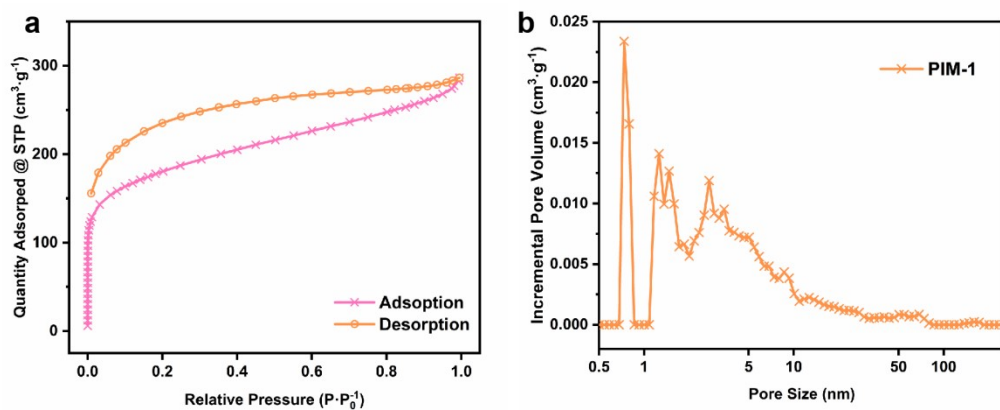 a
Quantity Adsorped @ STP (cm³·g⁻¹)
300
200
100
0
Adsoption
Desorption
0.0 0.2 0.4 0.6 0.8 1.0
Relative Pressure (P·P₀⁻¹)
b
Incremental Pore Volume (cm³·g⁻¹)
0.025
0.020
0.015
0.010
0.005
0.000
PIM-1
0.5 1 5 10 50 100
Pore Size (nm)